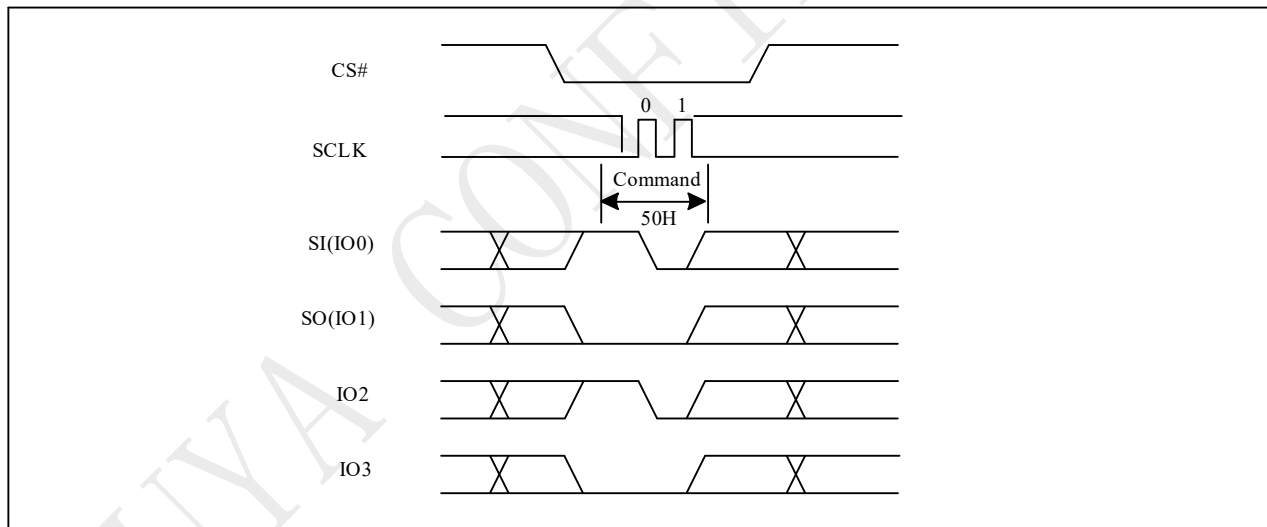 CS#
0 1
SCLK
Command
50H
SI(IO0)
SO(IO1)
IO2
IO3